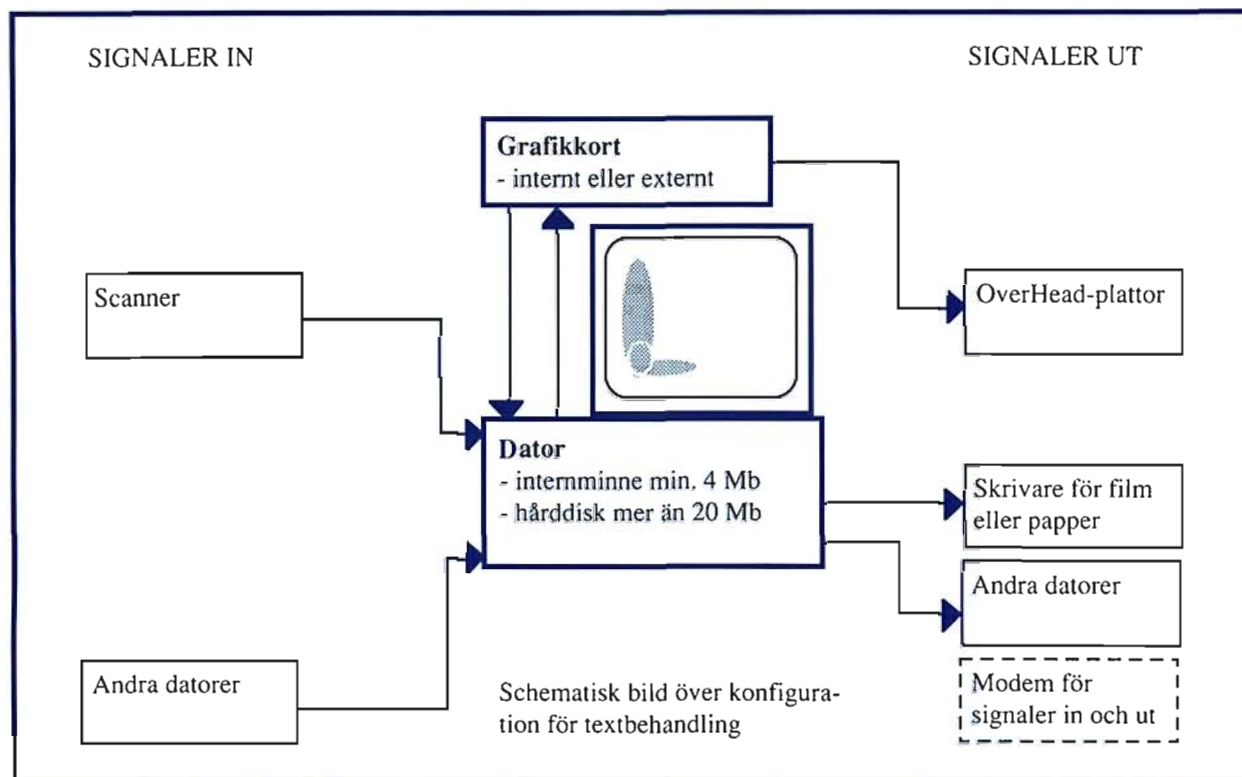 SIGNALER IN
SIGNALER UT
Grafikkort
- internt eller externt
Scanner
OverHead-plattor
Dator
- internminne min. 4 Mb
- hårddisk mer än 20 Mb
Skrivare för film
eller papper
Andra datorer
Andra datorer
Schematisk bild över konfigura-
tion för textbehandling
Modem för
signaler in och ut